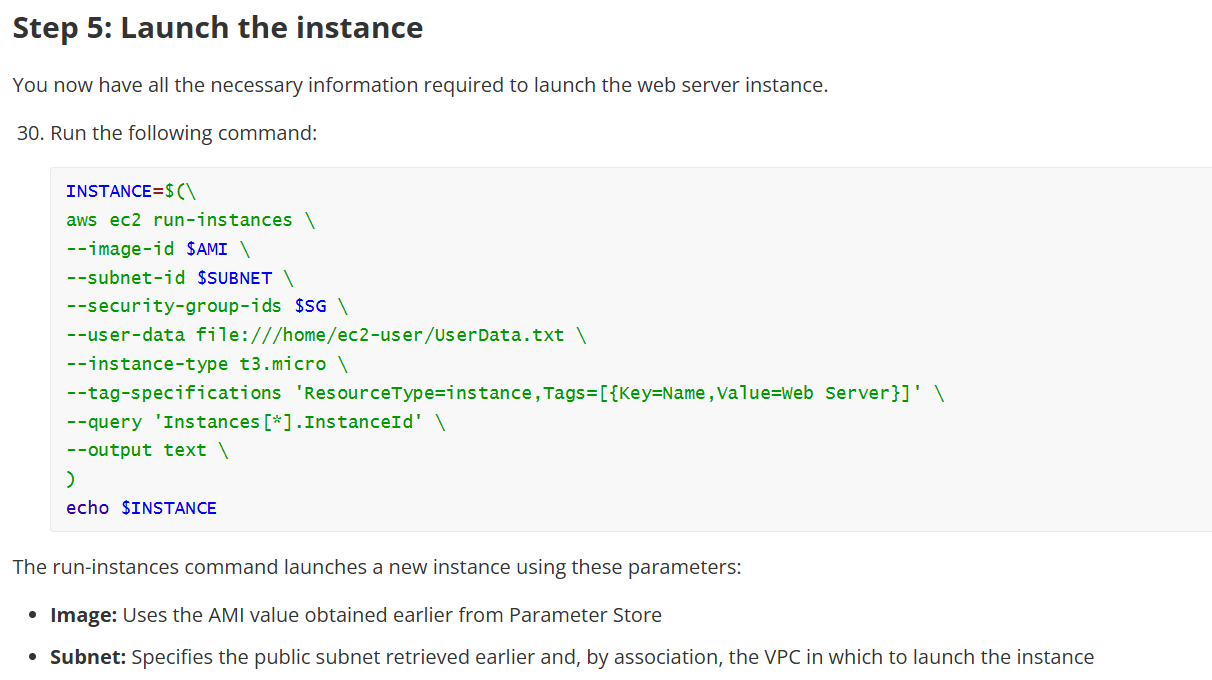 Step 5: Launch the instance
You now have all the necessary information required to launch the web server instance.
30. Run the following command:
INSTANCE=$(\
aws ec2 run-instances \
--image-id $AMI \
--subnet-id $SUBNET \
--security-group-ids $SG \
--user-data file:///home/ec2-user/UserData.txt \
--instance-type t3.micro \
--tag-specifications 'ResourceType=instance,Tags=[{Key=Name,Value=Web Server}]' \
--query 'Instances[*].InstanceId' \
--output text \
)
echo $INSTANCE
The run-instances command launches a new instance using these parameters:
• Image: Uses the AMI value obtained earlier from Parameter Store
• Subnet: Specifies the public subnet retrieved earlier and, by association, the VPC in which to launch the instance